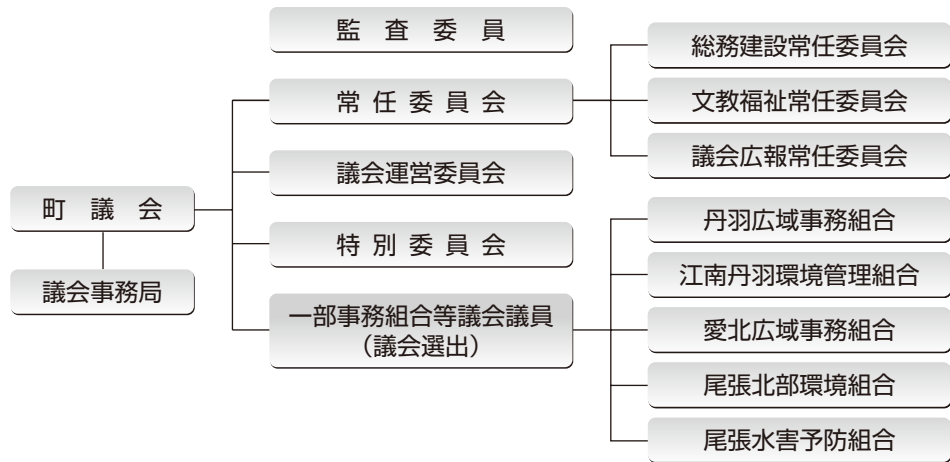 町議会
議会事務局
監査委員
常任委員会
議会運営委員会
特別委員会
一部事務組合等議会議員
（議会選出）
総務建設常任委員会
文教福祉常任委員会
議会広報常任委員会
丹羽広域事務組合
江南丹羽環境管理組合
愛北広域事務組合
尾張北部環境組合
尾張水害予防組合